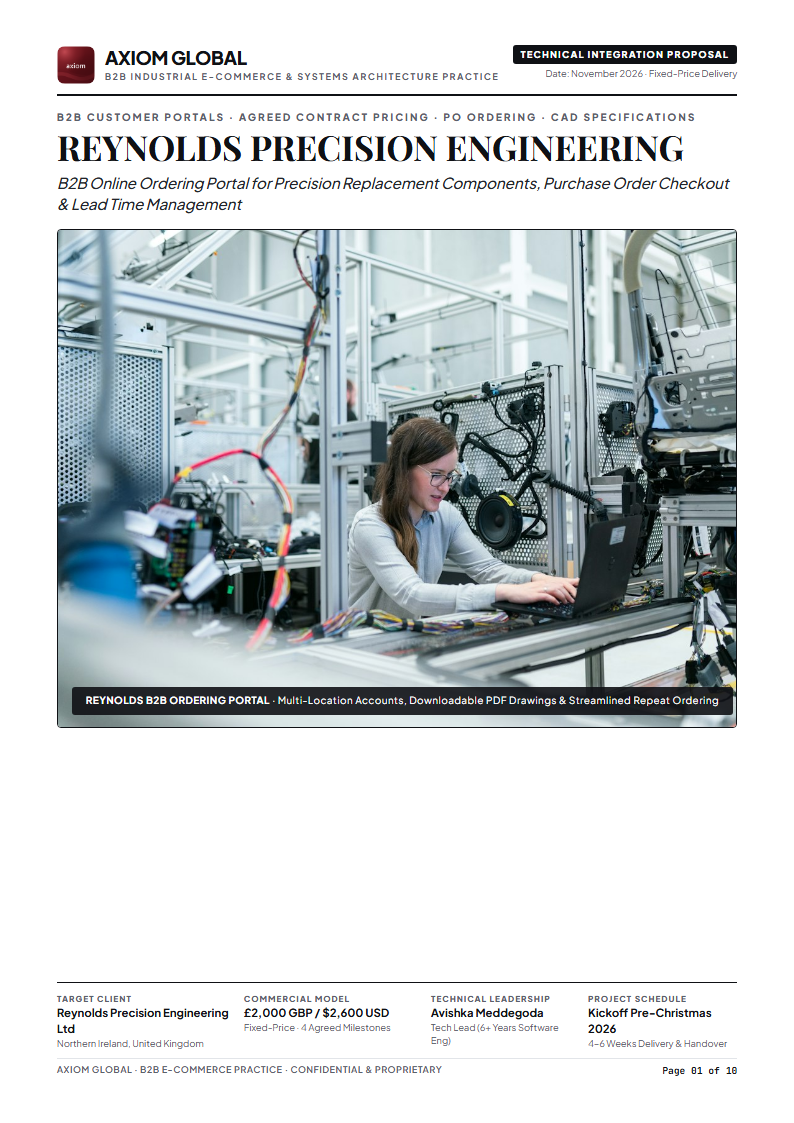 axiom
AXIOM GLOBAL
B2B INDUSTRIAL E-COMMERCE & SYSTEMS ARCHITECTURE PRACTICE
TECHNICAL INTEGRATION PROPOSAL
Date: November 2026 · Fixed-Price Delivery
B2B CUSTOMER PORTALS · AGREED CONTRACT PRICING · PO ORDERING · CAD SPECIFICATIONS
REYNOLDS PRECISION ENGINEERING
B2B Online Ordering Portal for Precision Replacement Components, Purchase Order Checkout
& Lead Time Management
REYNOLDS B2B ORDERING PORTAL · Multi-Location Accounts, Downloadable PDF Drawings & Streamlined Repeat Ordering
TARGET CLIENT
Reynolds Precision Engineering
Ltd
Northern Ireland, United Kingdom
COMMERCIAL MODEL
£2,000 GBP / $2,600 USD
Fixed-Price · 4 Agreed Milestones
TECHNICAL LEADERSHIP
Avishka Meddegoda
Tech Lead (6+ Years Software
Eng)
PROJECT SCHEDULE
Kickoff Pre-Christmas
2026
4-6 Weeks Delivery & Handover
AXIOM GLOBAL · B2B E-COMMERCE PRACTICE · CONFIDENTIAL & PROPRIETARY
Page 01 of 10